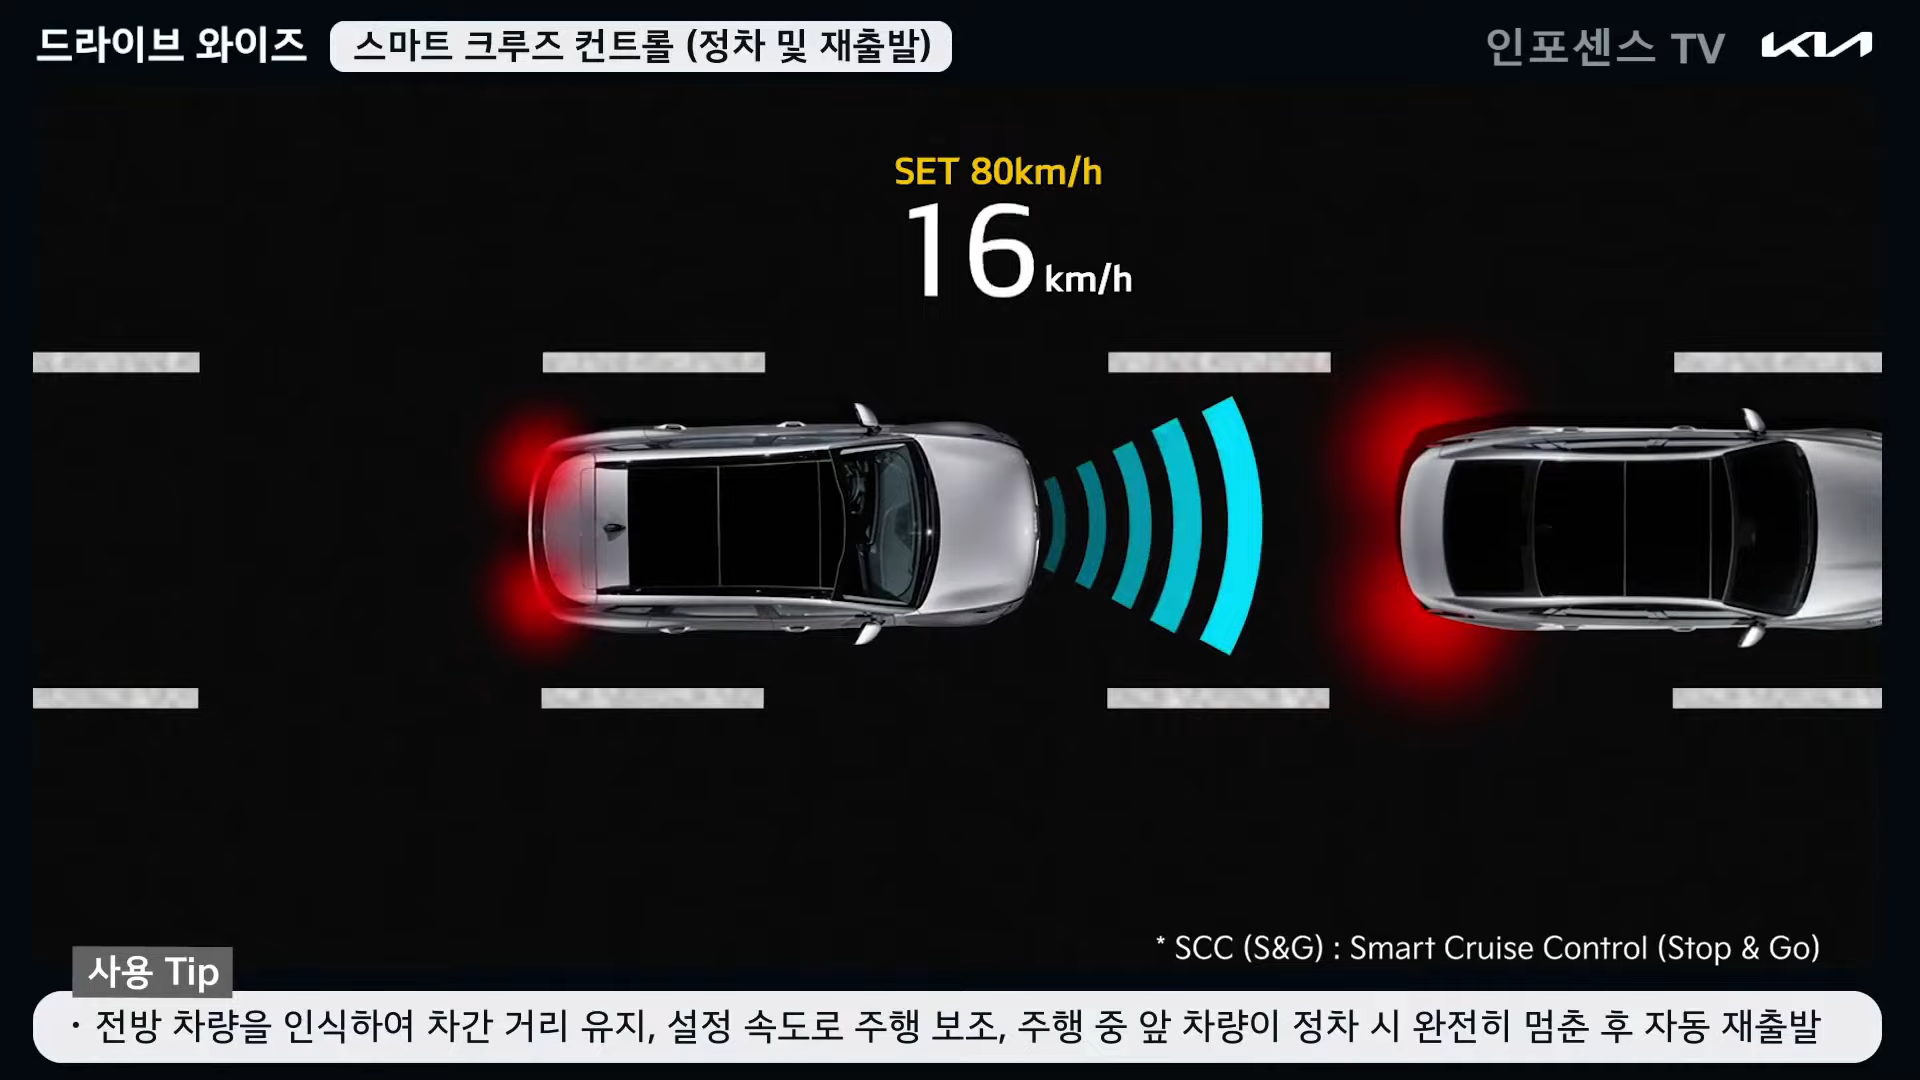 드라이브 와이즈
스마트 크루즈 컨트롤 (정차 및 재출발)
인포센스 TV
KIA
SET 80km/h
16 km/h
* SCC (S&G) : Smart Cruise Control (Stop & Go)
사용 Tip
· 전방 차량을 인식하여 차간 거리 유지, 설정 속도로 주행 보조, 주행 중 앞 차량이 정차 시 완전히 멈춘 후 자동 재출발